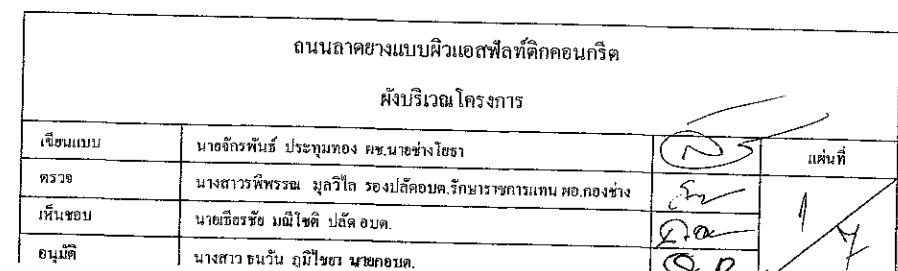 ถนนลาดยางแบบผิวแอสฟัลท์ติกคอนกรีต
ผังบริเวณโครงการ
เขียนแบบ นายจักรพันธ์ ประทุมทอง ผช.นายช่างโยธา แผ่นที่
ตรวจ นางสาวรพีพรรณ มูลวิไล รองปลัดอบต.รักษาราชการแทน ผอ.กองช่าง
เห็นชอบ นายเธียรชัย มณีโชติ ปลัด อบต.
อนุมัติ นางสาว ธนวัน ภูมิไชยา นายกอบต.
1/7